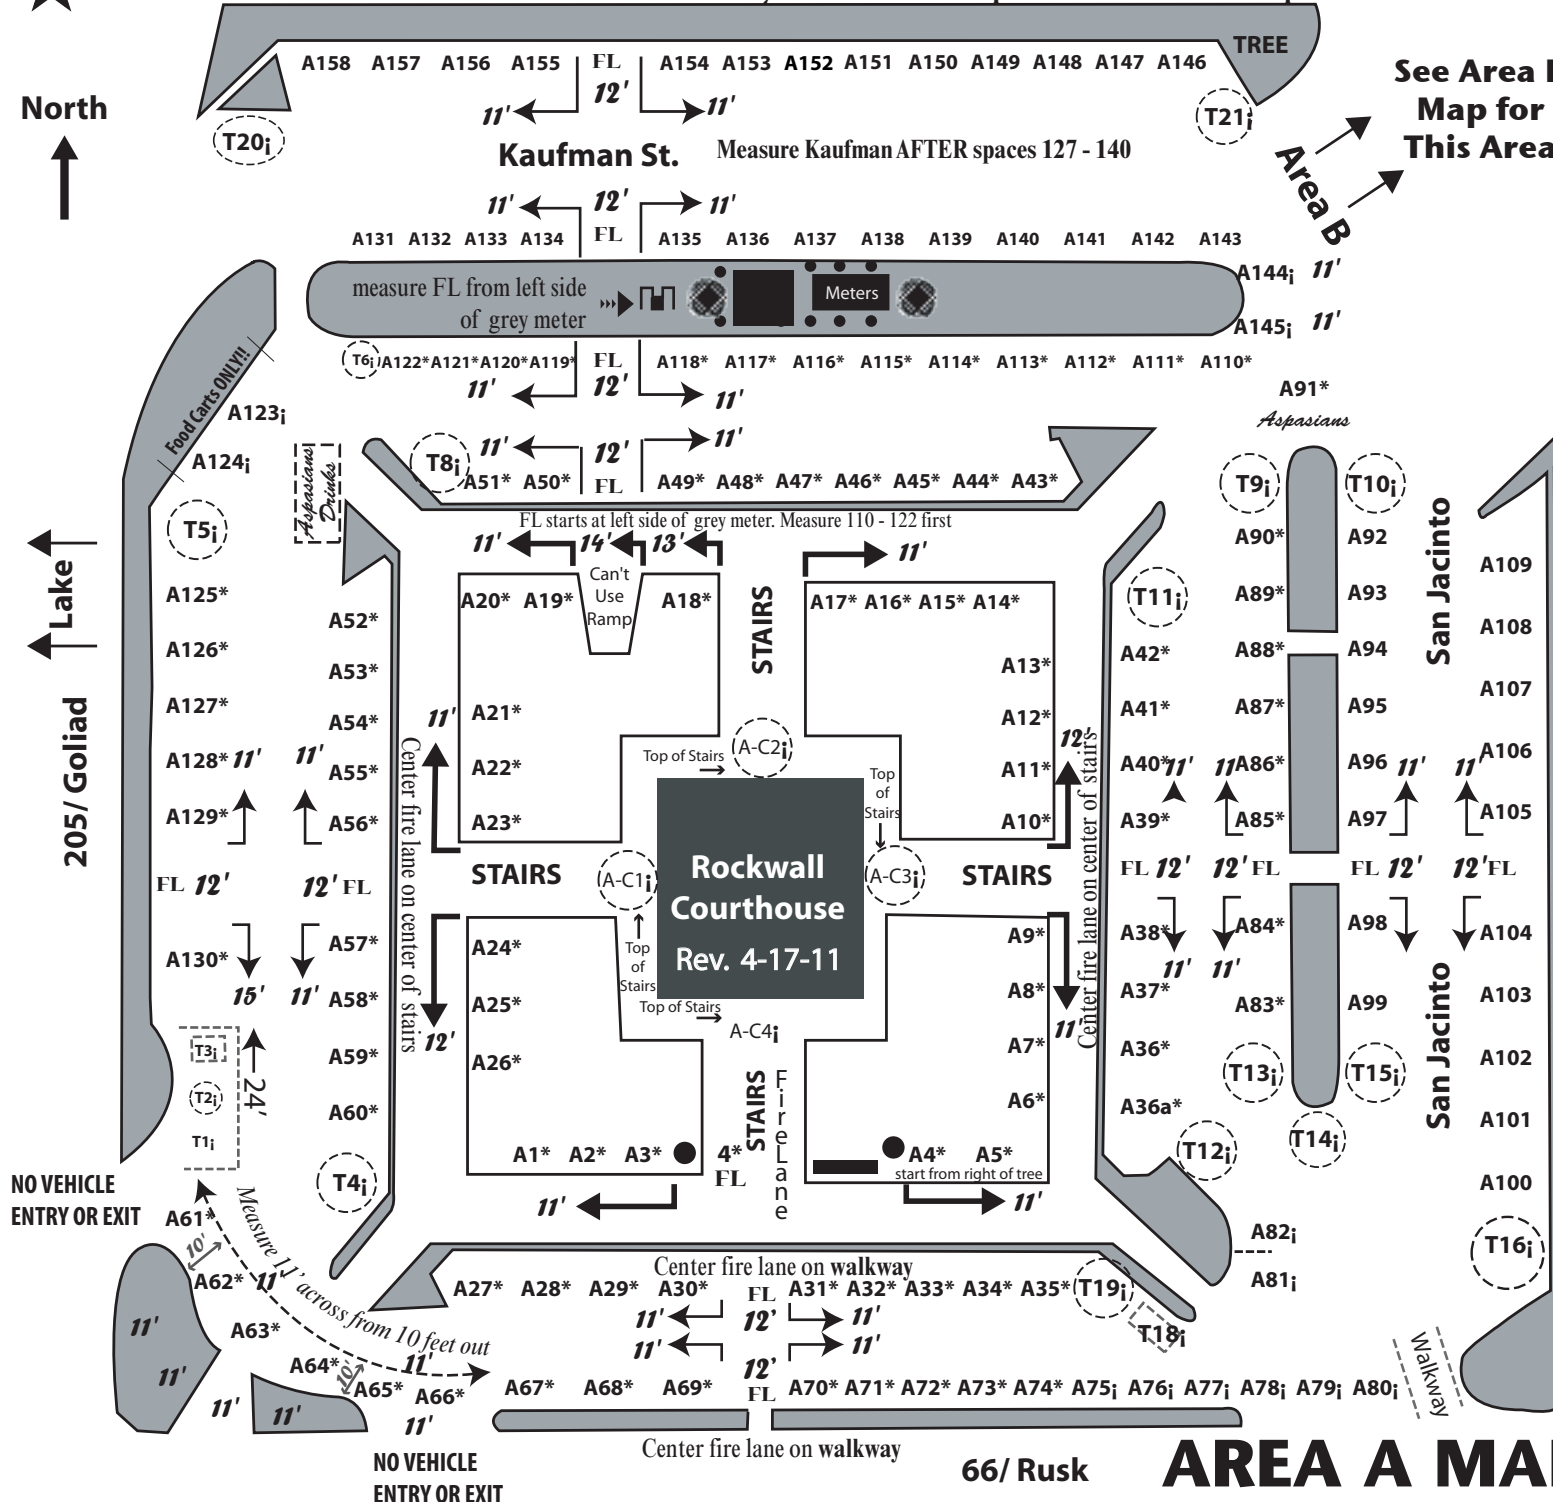 TREE
See Area
Map for
This Area
North
A158 A157 A156 A155 FL A154 A153 A152 A151 A150 A149 A148 A147 A146
12'
11' 11'
T20¡
T21¡
Kaufman St.
Measure Kaufman AFTER spaces 127 - 140
Area B
11' 12' 11'
A131 A132 A133 A134 FL A135 A136 A137 A138 A139 A140 A141 A142 A143
A144¡ 11'
measure FL from left side
of grey meter
Meters
A145¡ 11'
T6¡ A122* A121* A120* A119* FL A118* A117* A116* A115* A114* A113* A112* A111* A110*
11' 12' 11'
A91*
Aspasians
Food Carts ONLY!!
A123¡
A124¡
Aspasians
Drinks
T8¡ 11' 12' 11'
A51* A50* FL A49* A48* A47* A46* A45* A44* A43*
FL starts at left side of grey meter. Measure 110 - 122 first
T5¡
T9¡ T10¡
11' 14' 13' 11'
Can't
Use
Ramp
A20* A19* A18*
STAIRS
A17* A16* A15* A14*
A13*
A12*
A11*
A10*
12'
A21*
A22*
A23*
11'
Lake
205/ Goliad
A125*
A126*
A127*
A128* 11'
A129*
FL 12'
A130*
15'
11'
A52*
A53*
A54*
A55*
A56*
12' FL
A57*
11' A58*
A59*
A60*
Center fire lane on center of stairs
Top of Stairs
A-C2¡
Top
of
Stairs
STAIRS
A-C1¡
Rockwall
Courthouse
Rev. 4-17-11
A-C3¡
STAIRS
Top
of
Stairs
Top of Stairs
A-C4¡
A24*
A25*
A26*
12'
A9*
A8*
A7*
A6*
11'
Center fire lane on center of stairs
T11¡
A42*
A41*
A40* 11'
A39*
FL 12'
A38*
11'
A37*
A36*
A36a*
T12¡
A90*
A89*
A88*
A87*
11' A86*
A85*
12' FL
A84*
11'
A83*
T13¡
A92
A93
A94
A95
A96 11'
A97
FL 12'
A98
A99
T15¡
T14¡
San Jacinto
San Jacinto
A109
A108
A107
A106
11'
A105
12' FL
A104
A103
A102
A101
A100
T16¡
T3¡
T2¡
T1¡
24'
T4¡
A1* A2* A3*
4*
FL
STAIRS
Fire Lane
A4* A5*
start from right of tree
11' 11'
NO VEHICLE
ENTRY OR EXIT
A61*
10'
A62* 11'
Measure 11' across from 10 feet out
A63*
A64*
10'
A65*
11'
A66*
11'
11'
11'
11'
11'
A82¡
A81¡
Center fire lane on walkway
A27* A28* A29* A30* FL A31* A32* A33* A34* A35* T19¡
11' 12' 11'
T18¡
11' 12' 11'
A67* A68* A69* FL A70* A71* A72* A73* A74* A75¡ A76¡ A77¡ A78¡ A79¡ A80¡
Walkway
Center fire lane on walkway
NO VEHICLE
ENTRY OR EXIT
66/ Rusk
AREA A MA